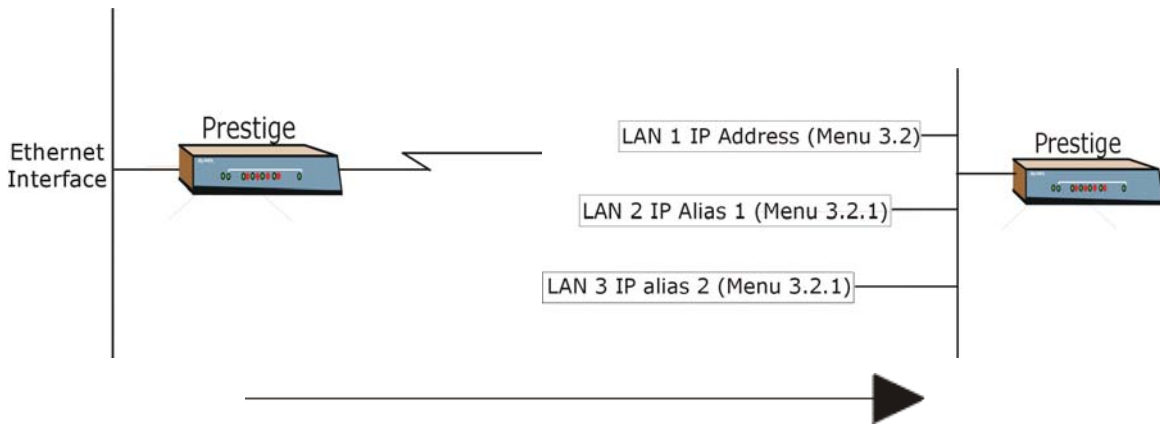 Prestige
Ethernet
Interface
LAN 1 IP Address (Menu 3.2)
Prestige
LAN 2 IP Alias 1 (Menu 3.2.1)
LAN 3 IP alias 2 (Menu 3.2.1)